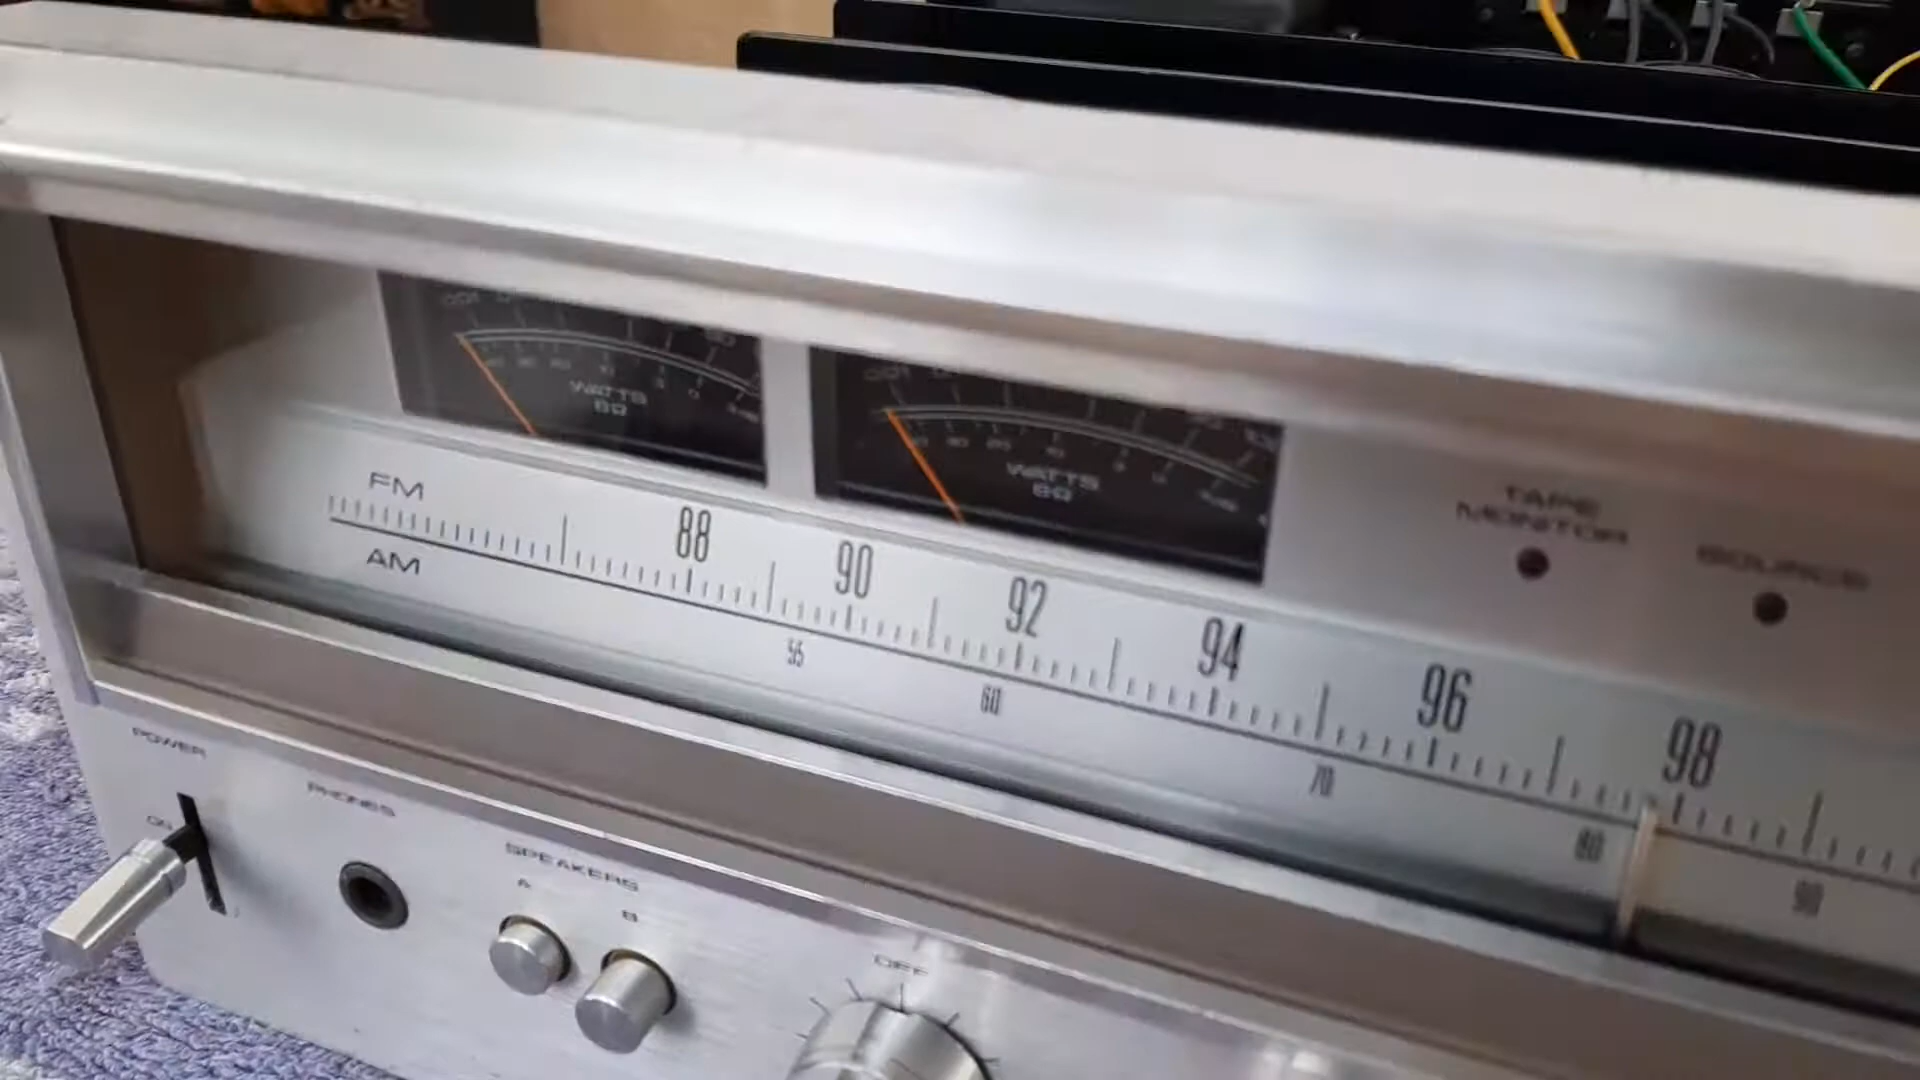 WATTS
8Ω
WATTS
8Ω
TAPE
MONITOR
FM
88 90 92 94 96 98
AM
55 60 70 80 90
POWER
ON
PHONES
SPEAKERS
A
B
OFF